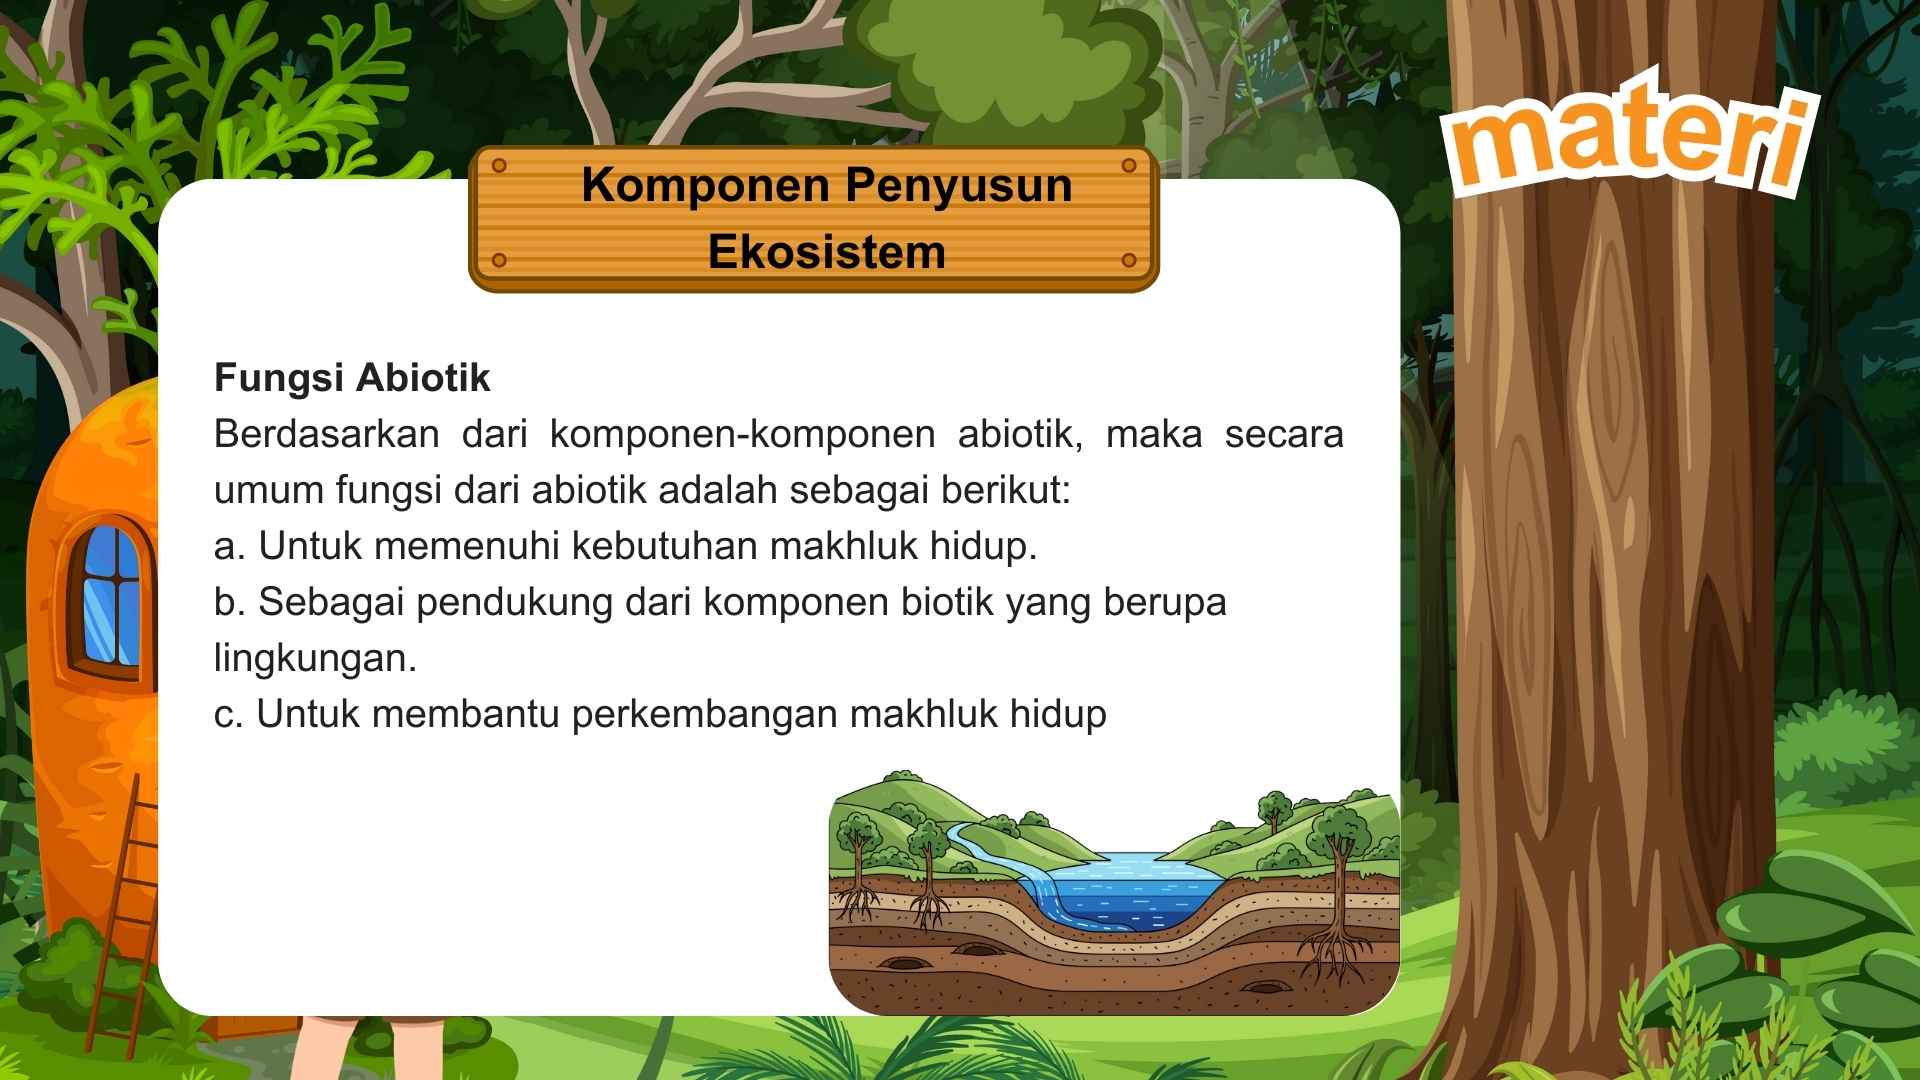 materi
Komponen Penyusun
Ekosistem
Fungsi Abiotik
Berdasarkan dari komponen-komponen abiotik, maka secara
umum fungsi dari abiotik adalah sebagai berikut:
a. Untuk memenuhi kebutuhan makhluk hidup.
b. Sebagai pendukung dari komponen biotik yang berupa
lingkungan.
c. Untuk membantu perkembangan makhluk hidup